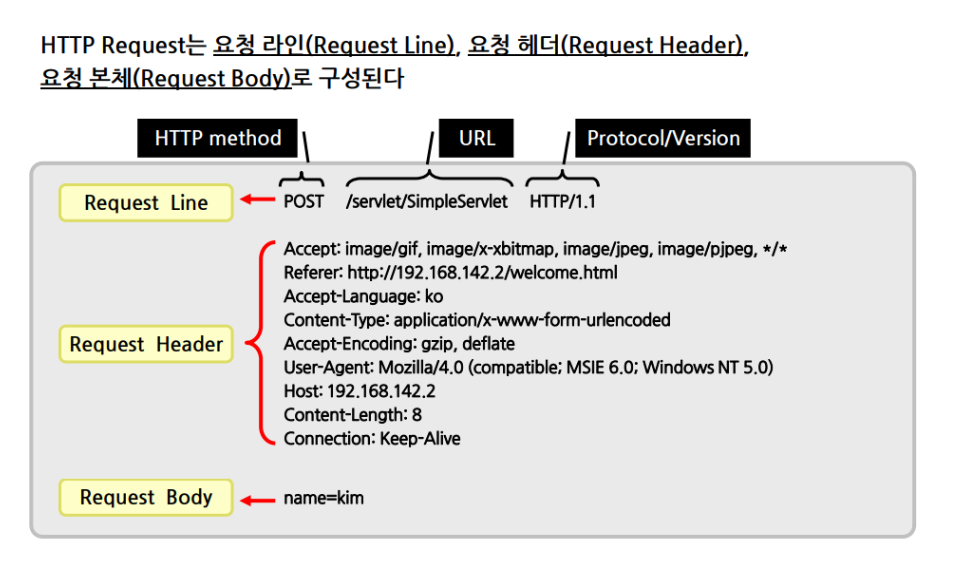 HTTP Request는 요청 라인(Request Line), 요청 헤더(Request Header),
요청 본체(Request Body)로 구성된다
HTTP method
URL
Protocol/Version
Request Line
POST /servlet/SimpleServlet HTTP/1.1
Request Header
Accept: image/gif, image/x-xbitmap, image/jpeg, image/pjpeg, */*
Referer: http://192.168.142.2/welcome.html
Accept-Language: ko
Content-Type: application/x-www-form-urlencoded
Accept-Encoding: gzip, deflate
User-Agent: Mozilla/4.0 (compatible; MSIE 6.0; Windows NT 5.0)
Host: 192.168.142.2
Content-Length: 8
Connection: Keep-Alive
Request Body
name=kim